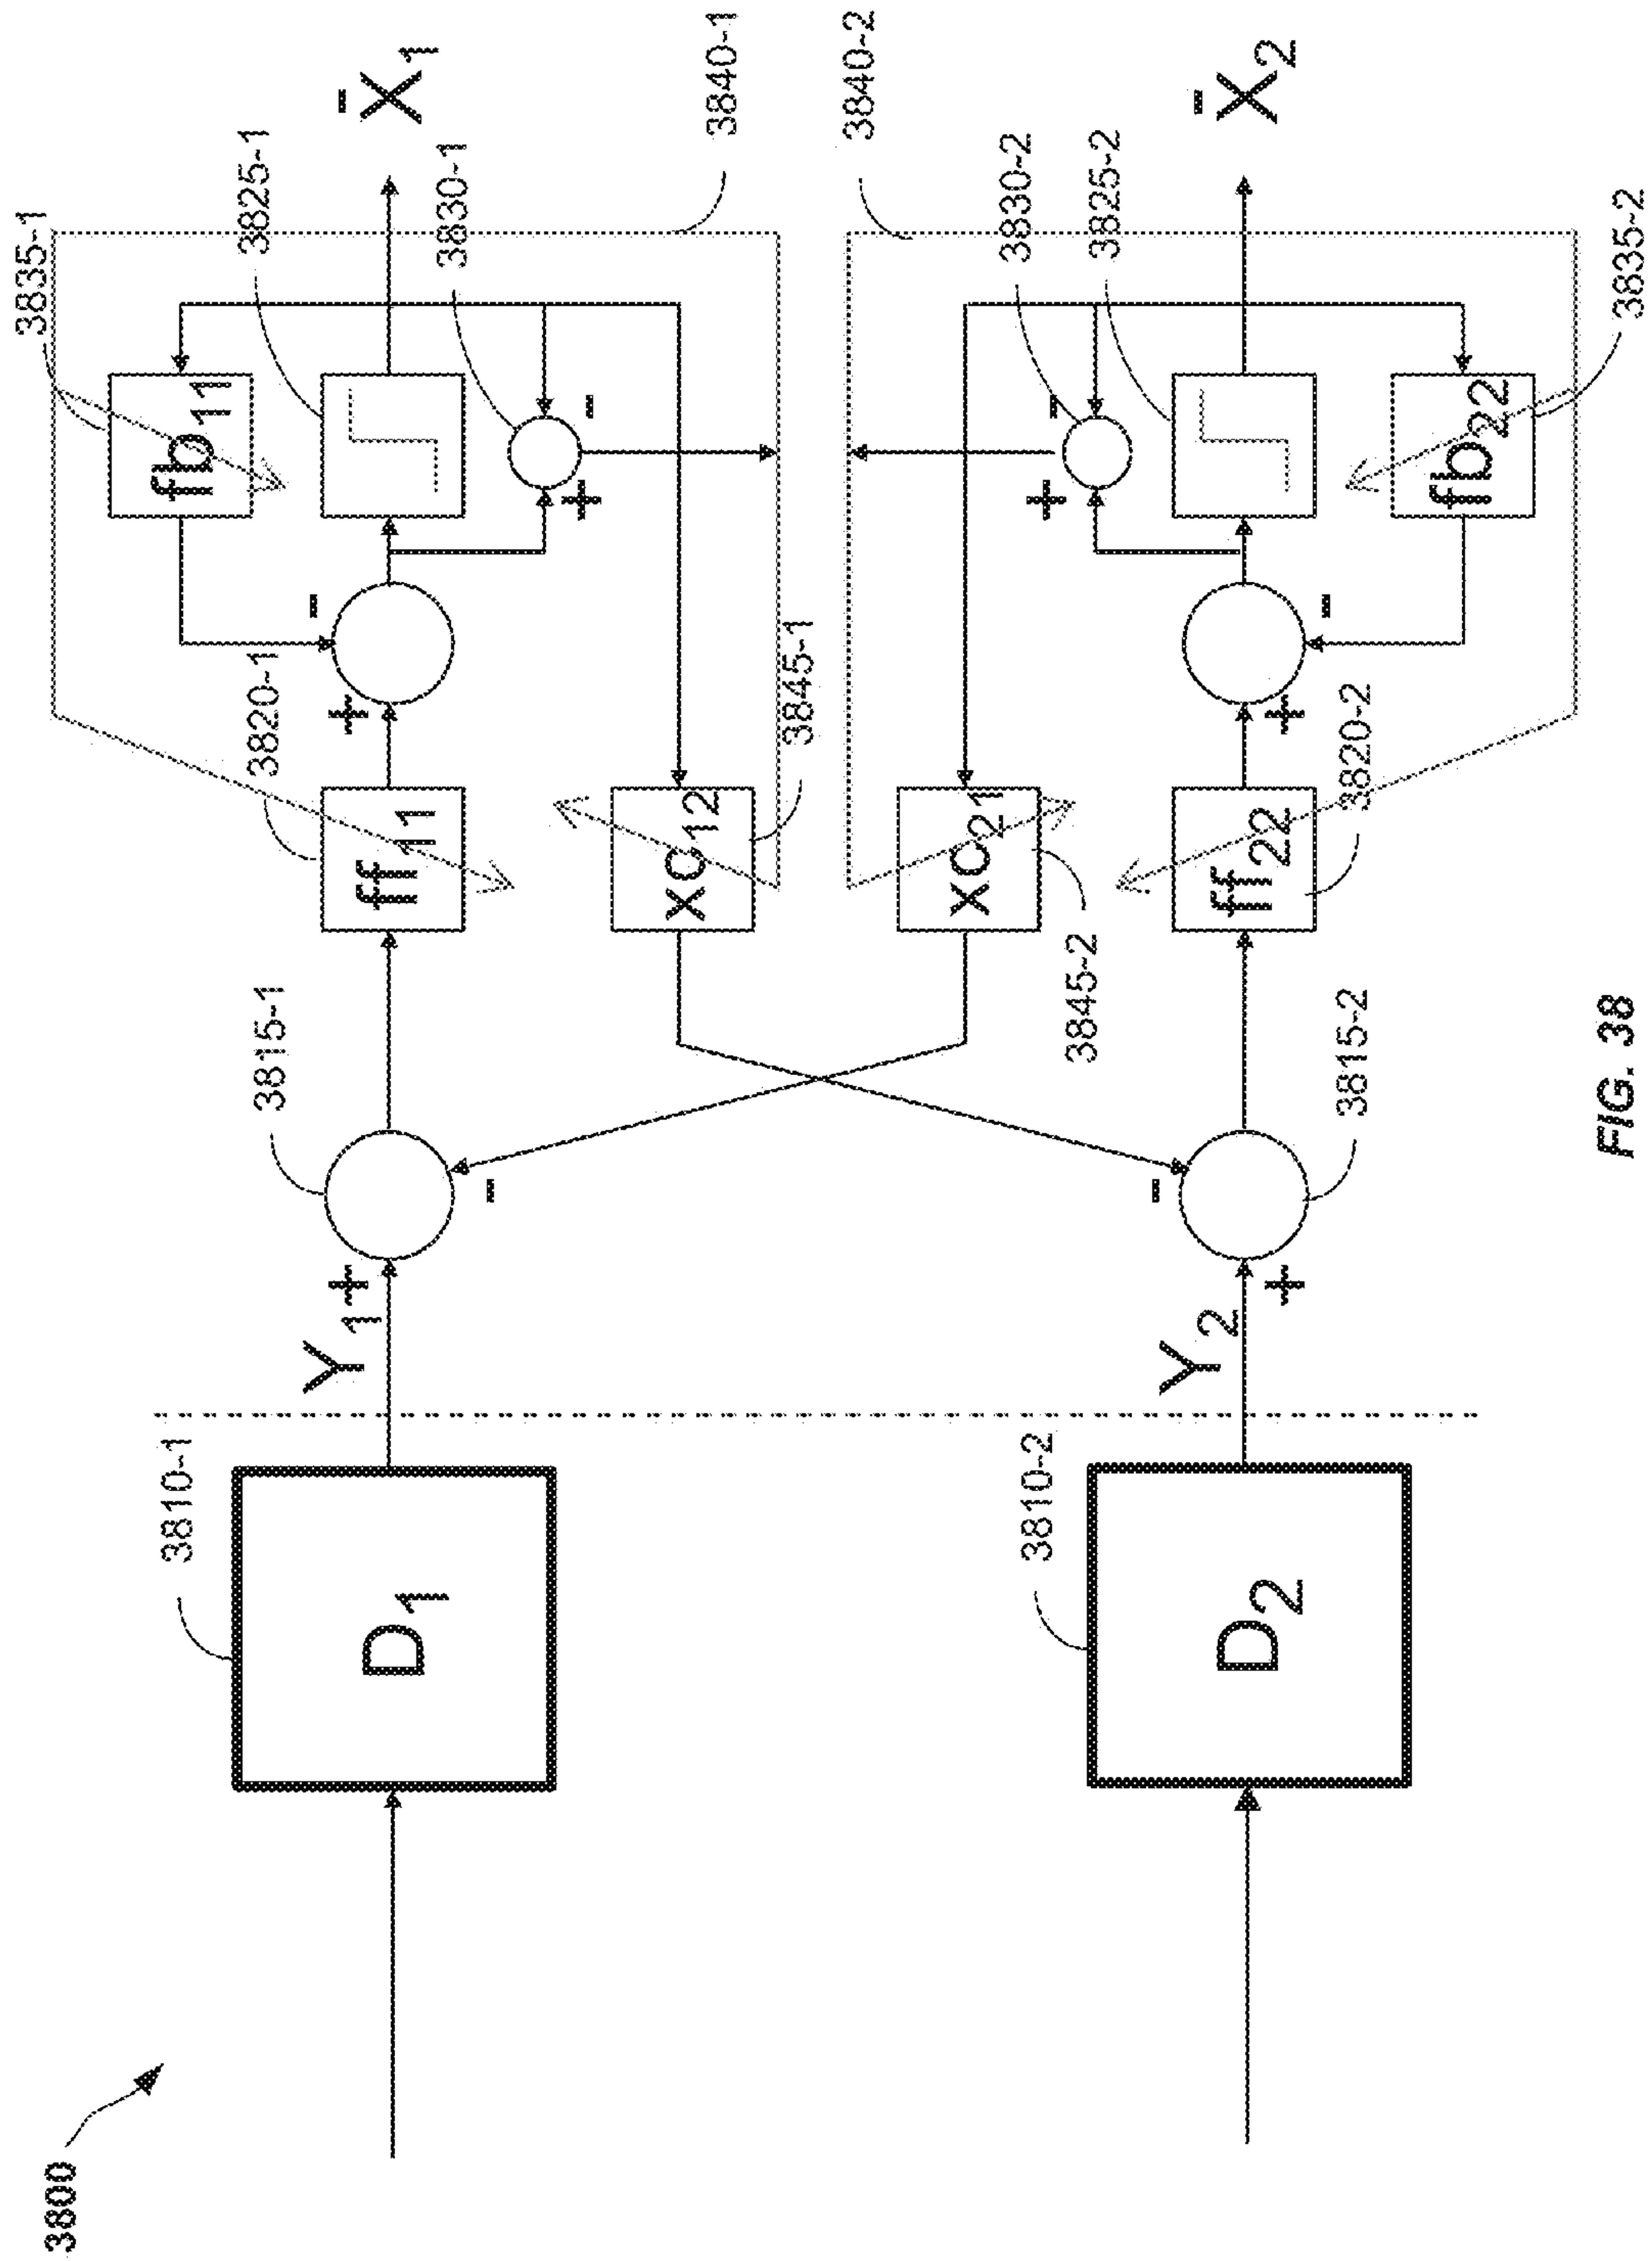 3800
D1
3810-1
Y1
+
-
3815-1
ff11
3820-1
+
-
fb11
3835-1
3825-1
+
-
3830-1
X̄1
3840-1
xc12
3845-1
D2
3810-2
Y2
+
-
3815-2
ff22
3820-2
+
-
fb22
3835-2
3825-2
+
-
3830-2
X̄2
3840-2
xc21
3845-2
FIG. 38